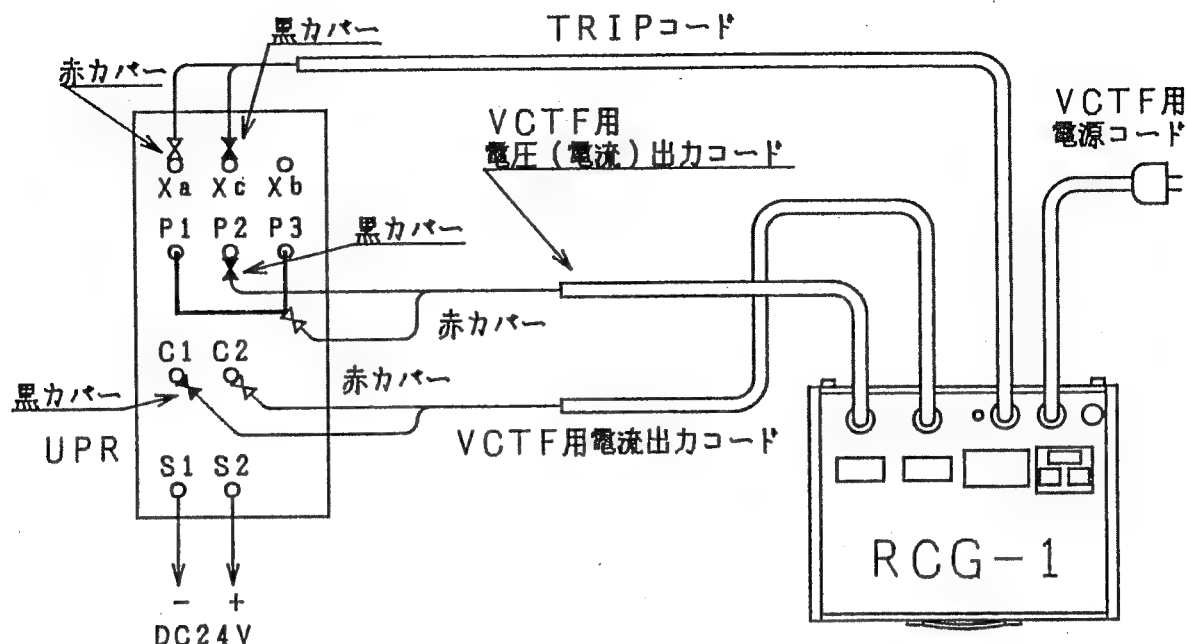 黒カバー
TRIPコード
赤カバー
VCTF用
電源コード
VCTF用
電圧(電流)出力コード
Xa Xc Xb
P1 P2 P3
黒カバー
赤カバー
C1 C2
赤カバー
黒カバー
VCTF用電流出力コード
UPR
S1 S2
RCG-1
- +
DC24V